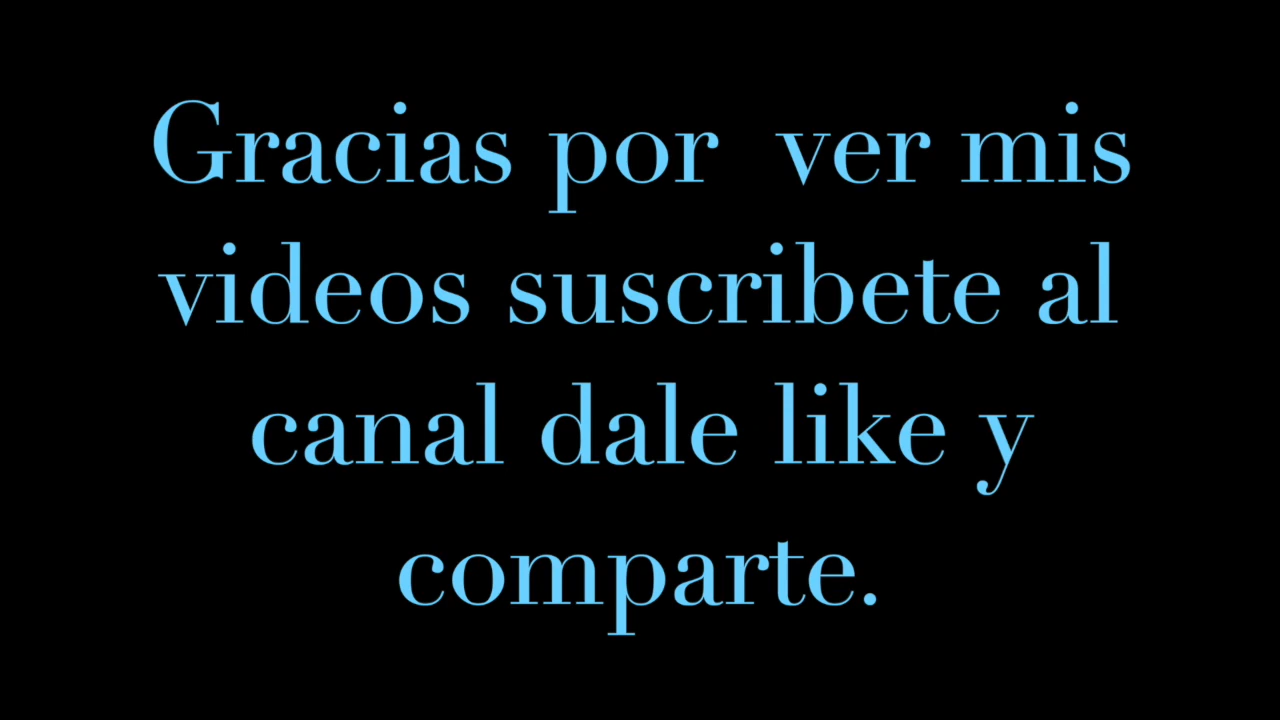 Gracias por  ver mis
videos suscribete al
canal dale like y
comparte.